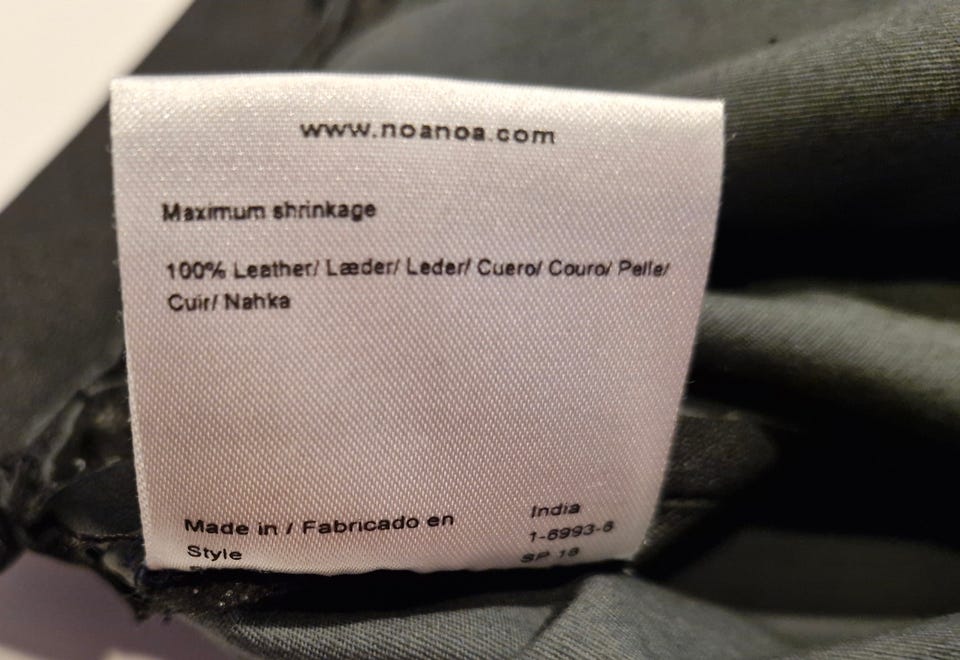 www.noanoa.com
Maximum shrinkage
100% Leather/ Læder/ Leder/ Cuero/ Couro/ Pelle/
Cuir/ Nahka
Made in / Fabricado en India
Style 1-6993-6
SP 18